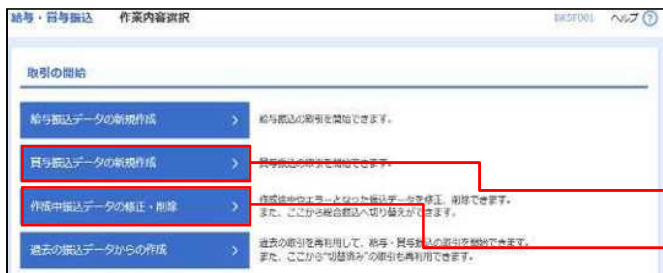 給与・賞与振込 作業内容選択 BKSF001 ヘルプ ?
取引の開始
給与振込データの新規作成 > 給与振込の取引を開始できます。
賞与振込データの新規作成 > 賞与振込の取引を開始できます。
作成中振込データの修正・削除 > 作成途中やエラーとなった振込データを修正、削除できます。
また、ここから総合振込へ切り替えができます。
過去の振込データからの作成 > 過去の取引を再利用して、給与・賞与振込の取引を開始できます。
また、ここから"切替済み"の取引も再利用できます。